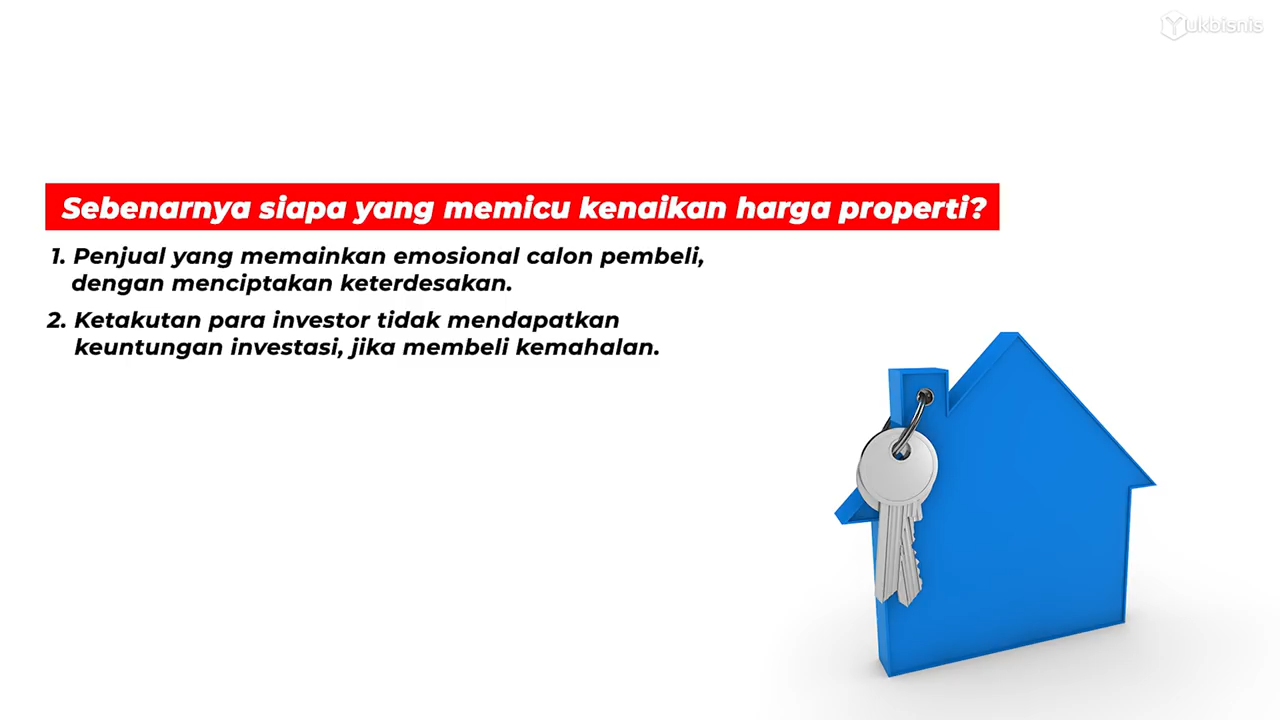 Yukbisnis
Sebenarnya siapa yang memicu kenaikan harga properti?
1. Penjual yang memainkan emosional calon pembeli,
dengan menciptakan keterdesakan.
2. Ketakutan para investor tidak mendapatkan
keuntungan investasi, jika membeli kemahalan.